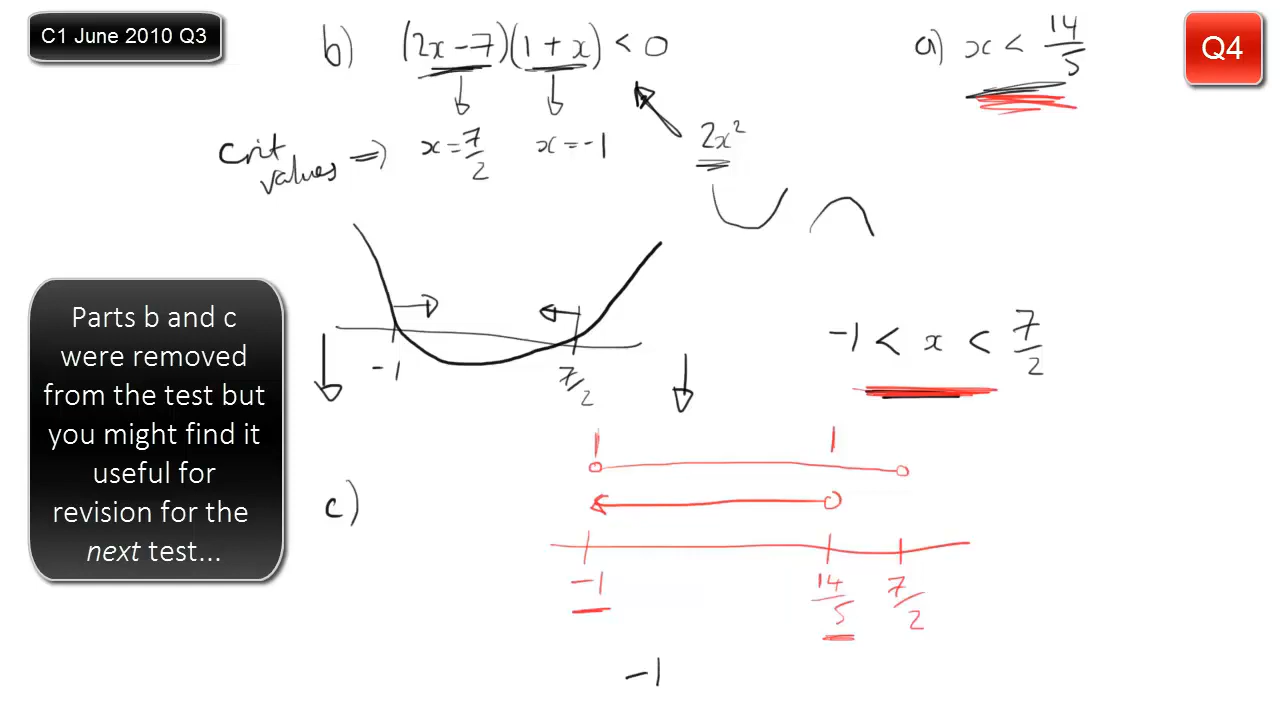 C1 June 2010 Q3
b) (2x - 7)(1 + x) < 0
a) x < 14/5
Q4
crit values ⇒ x = 7/2 x = -1
2x²
-1 7/2
-1 < x < 7/2
Parts b and c
were removed
from the test but
you might find it
useful for
revision for the
next test...
c)
-1 14/5 7/2
-1